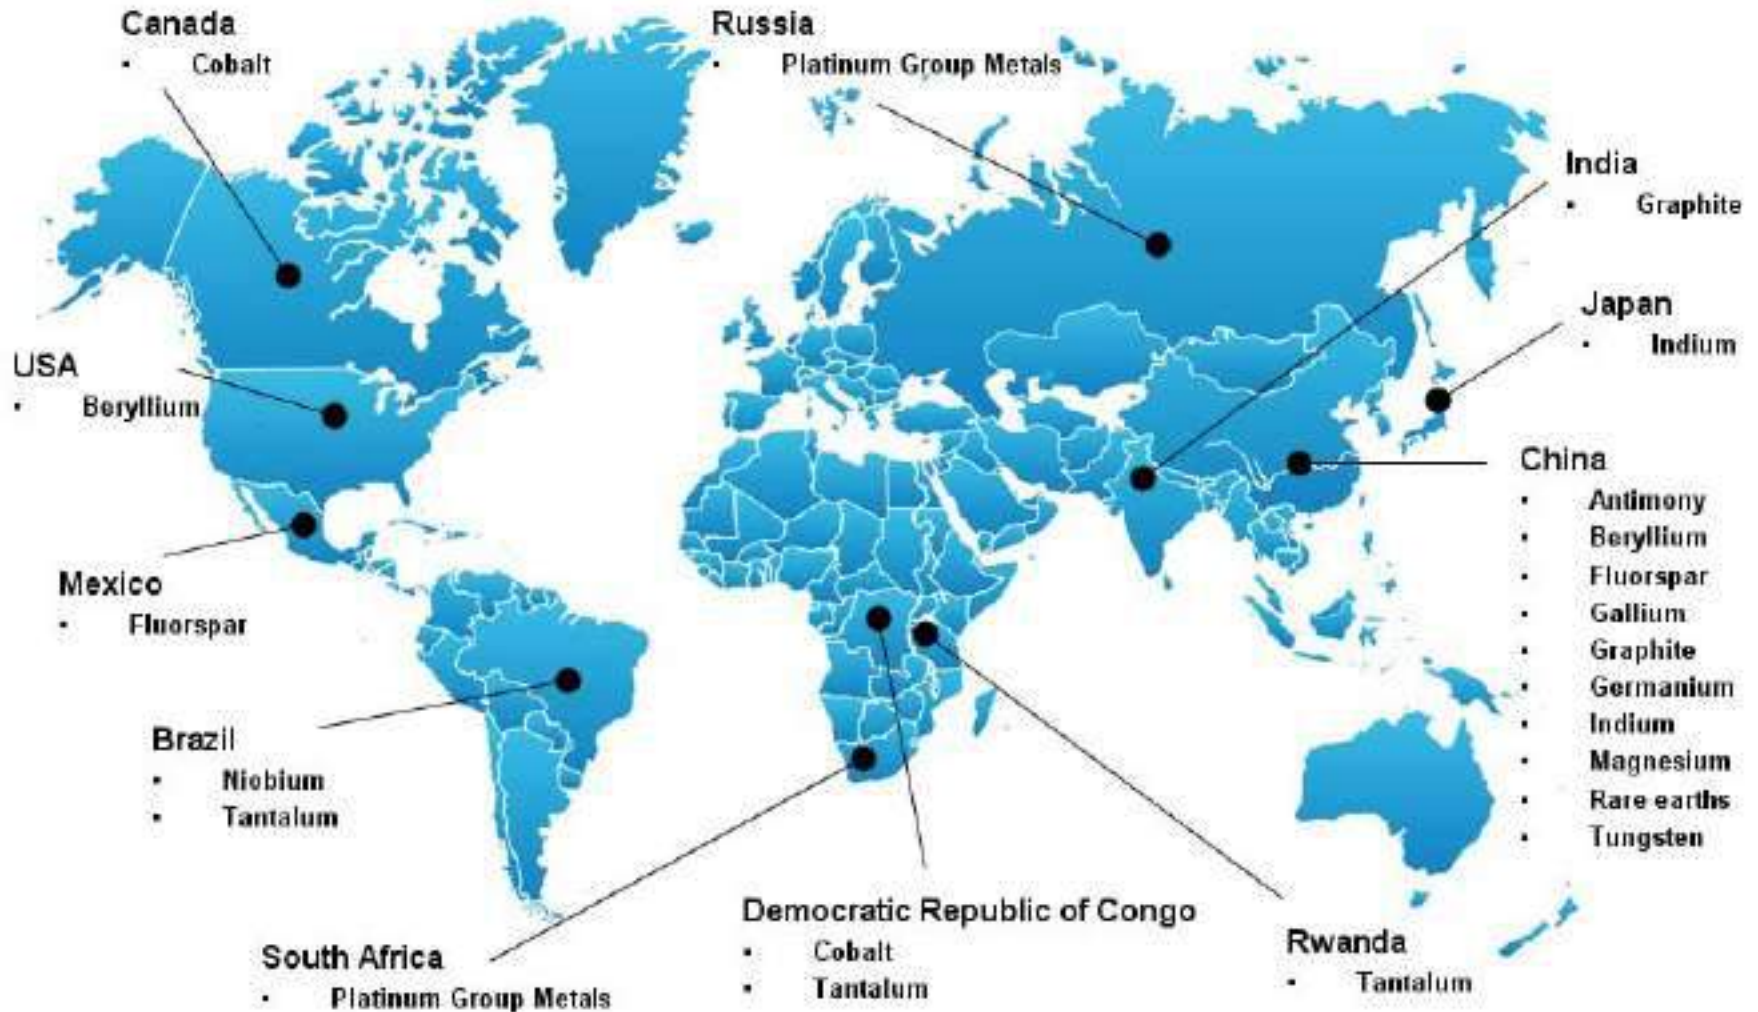 Canada
▪ Cobalt
Russia
▪ Platinum Group Metals
India
▪ Graphite
Japan
▪ Indium
USA
▪ Beryllium
China
▪ Antimony
▪ Beryllium
▪ Fluorspar
▪ Gallium
▪ Graphite
▪ Germanium
▪ Indium
▪ Magnesium
▪ Rare earths
▪ Tungsten
Mexico
▪ Fluorspar
Brazil
▪ Niobium
▪ Tantalum
South Africa
▪ Platinum Group Metals
Democratic Republic of Congo
▪ Cobalt
▪ Tantalum
Rwanda
▪ Tantalum